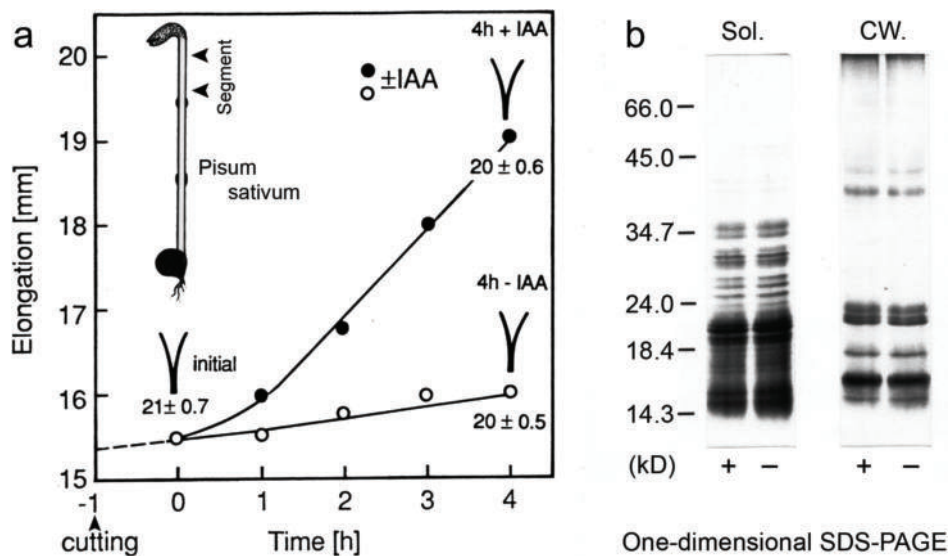 a
Elongation [mm]
20
19
18
17
16
15
Segment
Pisum
sativum
±IAA
4h + IAA
20 ± 0.6
4h - IAA
20 ± 0.5
initial
21± 0.7
-1 0 1 2 3 4
cutting
Time [h]
b
Sol. CW.
66.0
45.0
34.7
24.0
18.4
14.3
(kD) + − + −
One-dimensional SDS-PAGE